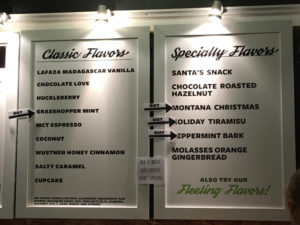 Classic Flavors
LAFAZA MADAGASCAR VANILLA
CHOCOLATE LOVE
HUCKLEBERRY
GRASSHOPPER MINT
MCT ESPRESSO
COCONUT
WUSTNER HONEY CINNAMON
SALTY CARAMEL
CUPCAKE
Specialty Flavors
SANTA'S SNACK
CHOCOLATE ROASTED
HAZELNUT
MONTANA CHRISTMAS
HOLIDAY TIRAMISU
PEPPERMINT BARK
MOLASSES ORANGE
GINGERBREAD
ALSO TRY OUR
Fleeting Flavors!